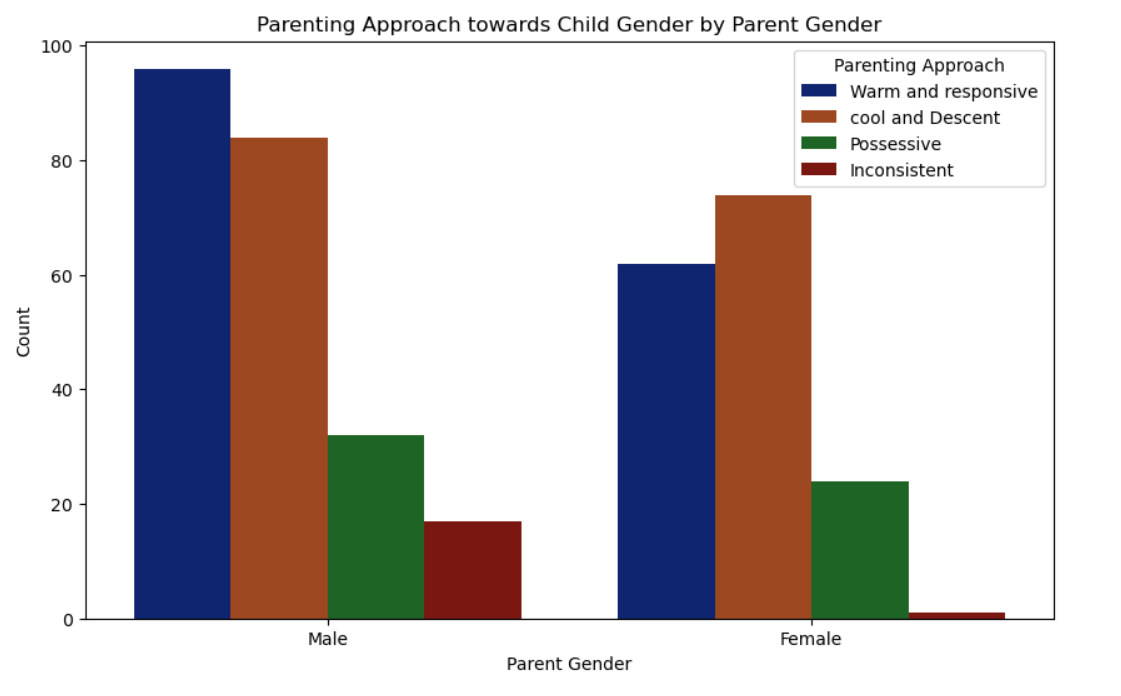 Parenting Approach towards Child Gender by Parent Gender
Parenting Approach
Warm and responsive
cool and Descent
Possessive
Inconsistent
100
80
60
40
20
0
Count
Male
Female
Parent Gender